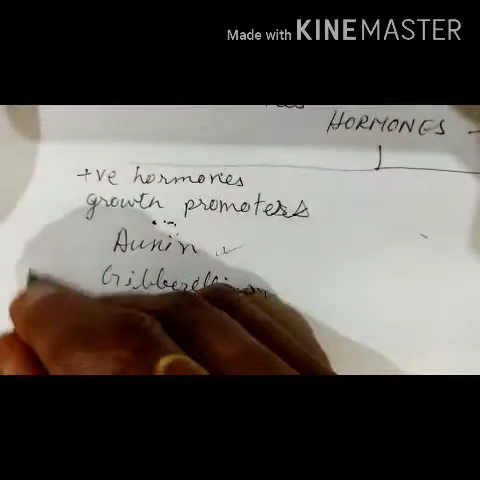 Made with KINEMASTER
HORMONES
+ve hormones
growth promoters
Auxin ✓